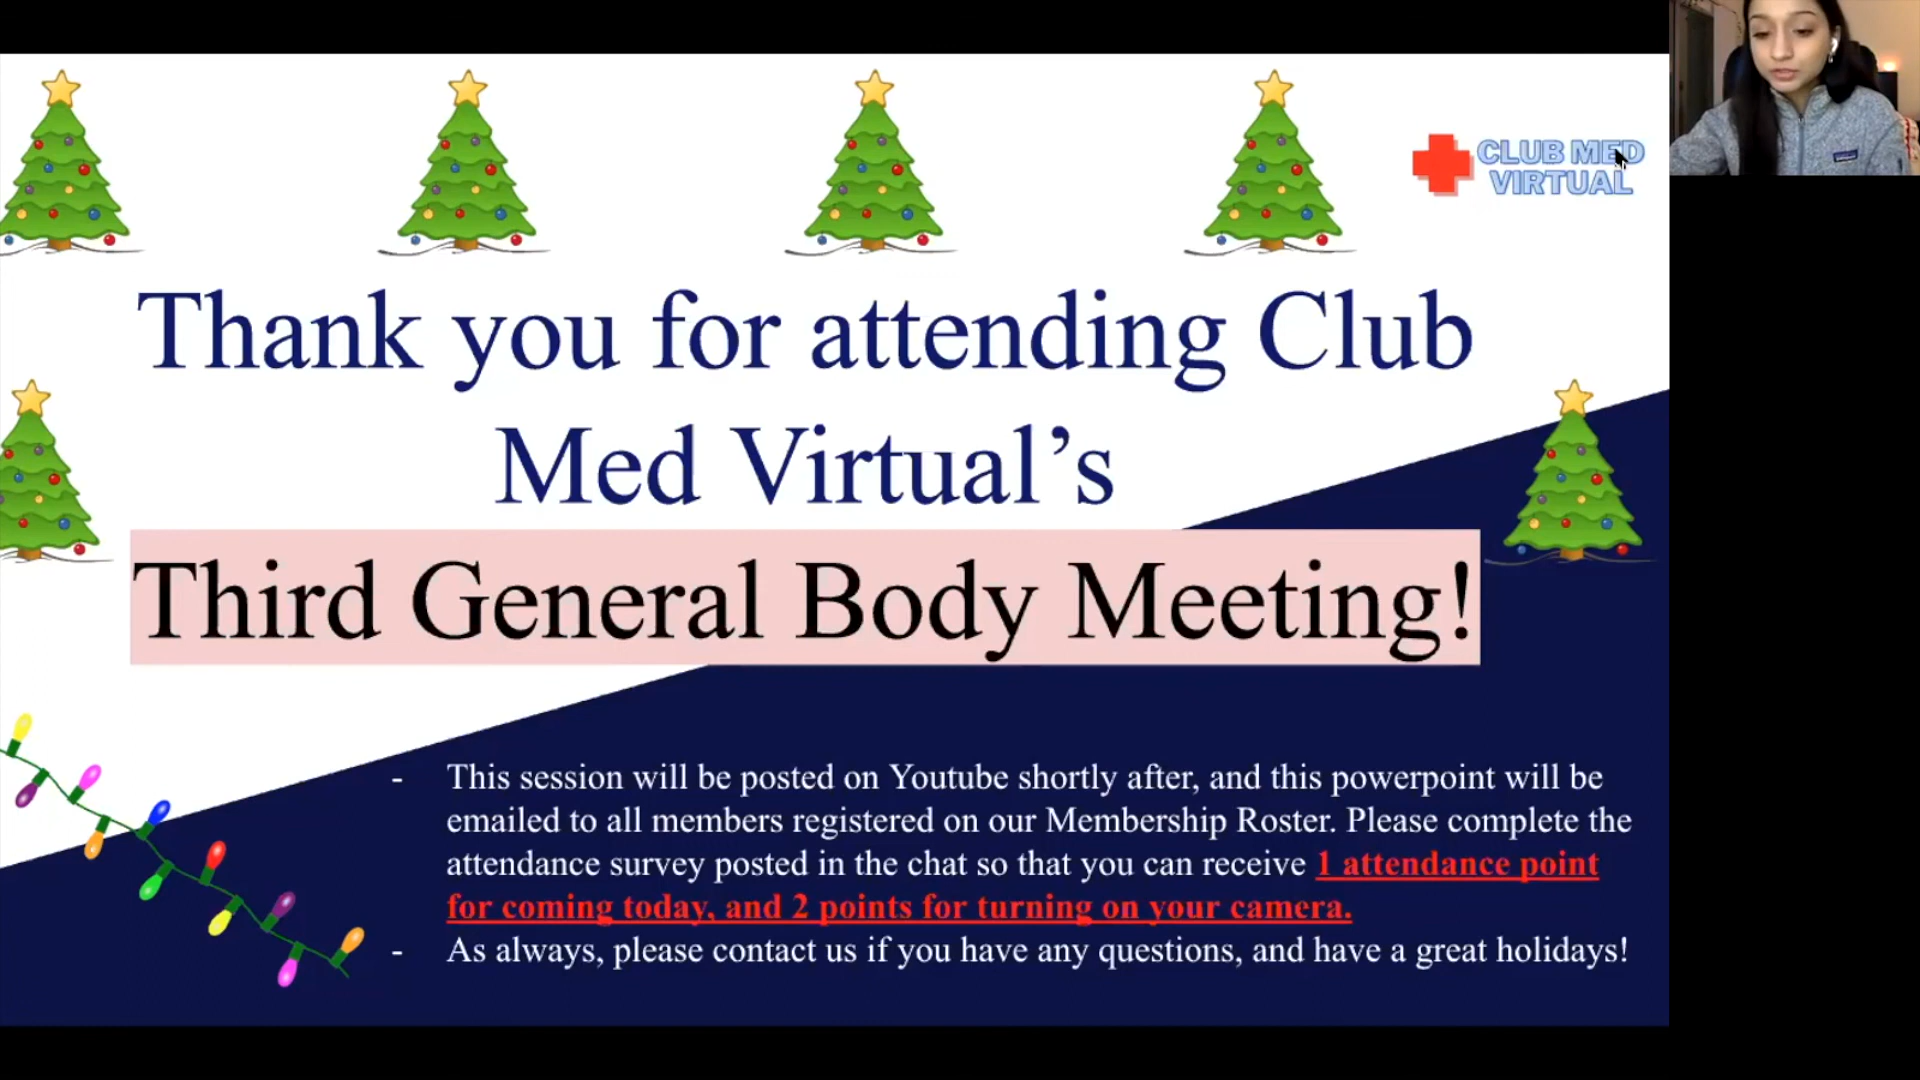 CLUB MED
VIRTUAL
Thank you for attending Club
Med Virtual’s
Third General Body Meeting!
- This session will be posted on Youtube shortly after, and this powerpoint will be
emailed to all members registered on our Membership Roster. Please complete the
attendance survey posted in the chat so that you can receive 1 attendance point
for coming today, and 2 points for turning on your camera.
- As always, please contact us if you have any questions, and have a great holidays!